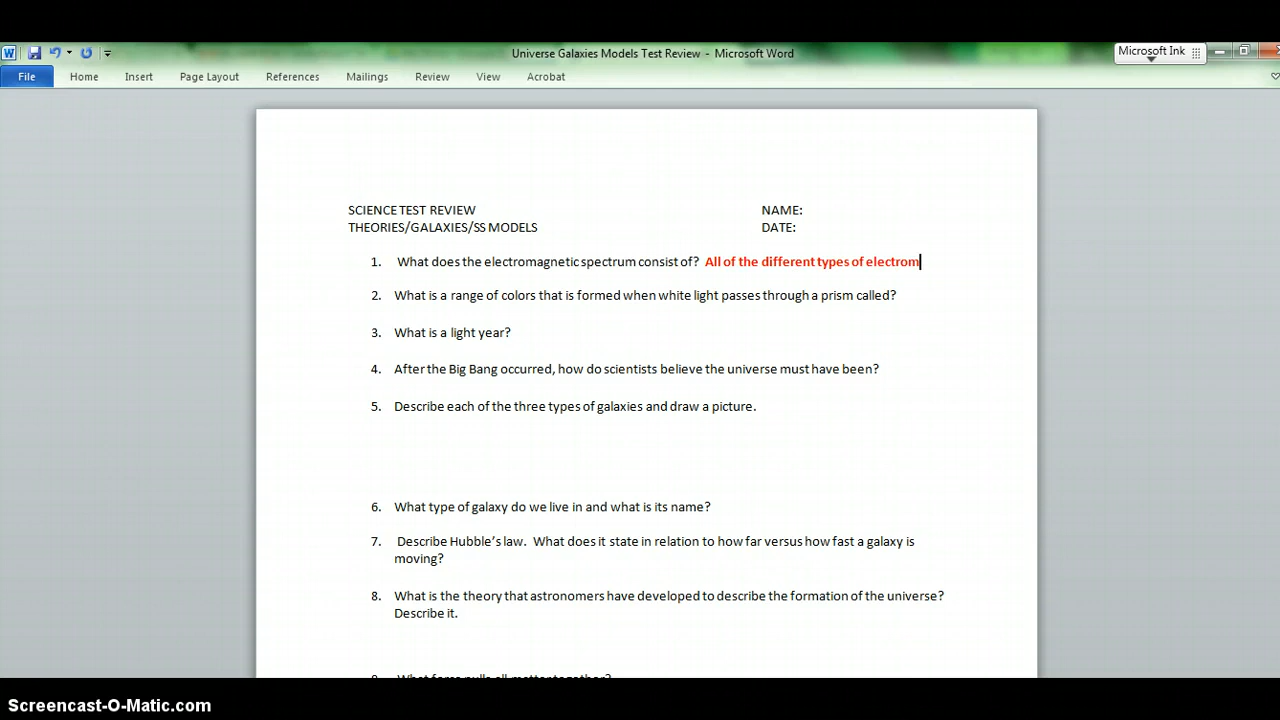 Universe Galaxies Models Test Review - Microsoft Word
Microsoft Ink
File Home Insert Page Layout References Mailings Review View Acrobat
SCIENCE TEST REVIEW NAME:
THEORIES/GALAXIES/SS MODELS DATE:
1. What does the electromagnetic spectrum consist of? All of the different types of electrom
2. What is a range of colors that is formed when white light passes through a prism called?
3. What is a light year?
4. After the Big Bang occurred, how do scientists believe the universe must have been?
5. Describe each of the three types of galaxies and draw a picture.
6. What type of galaxy do we live in and what is its name?
7. Describe Hubble's law. What does it state in relation to how far versus how fast a galaxy is
moving?
8. What is the theory that astronomers have developed to describe the formation of the universe?
Describe it.
9. What force pulls all matter together?
Screencast-O-Matic.com